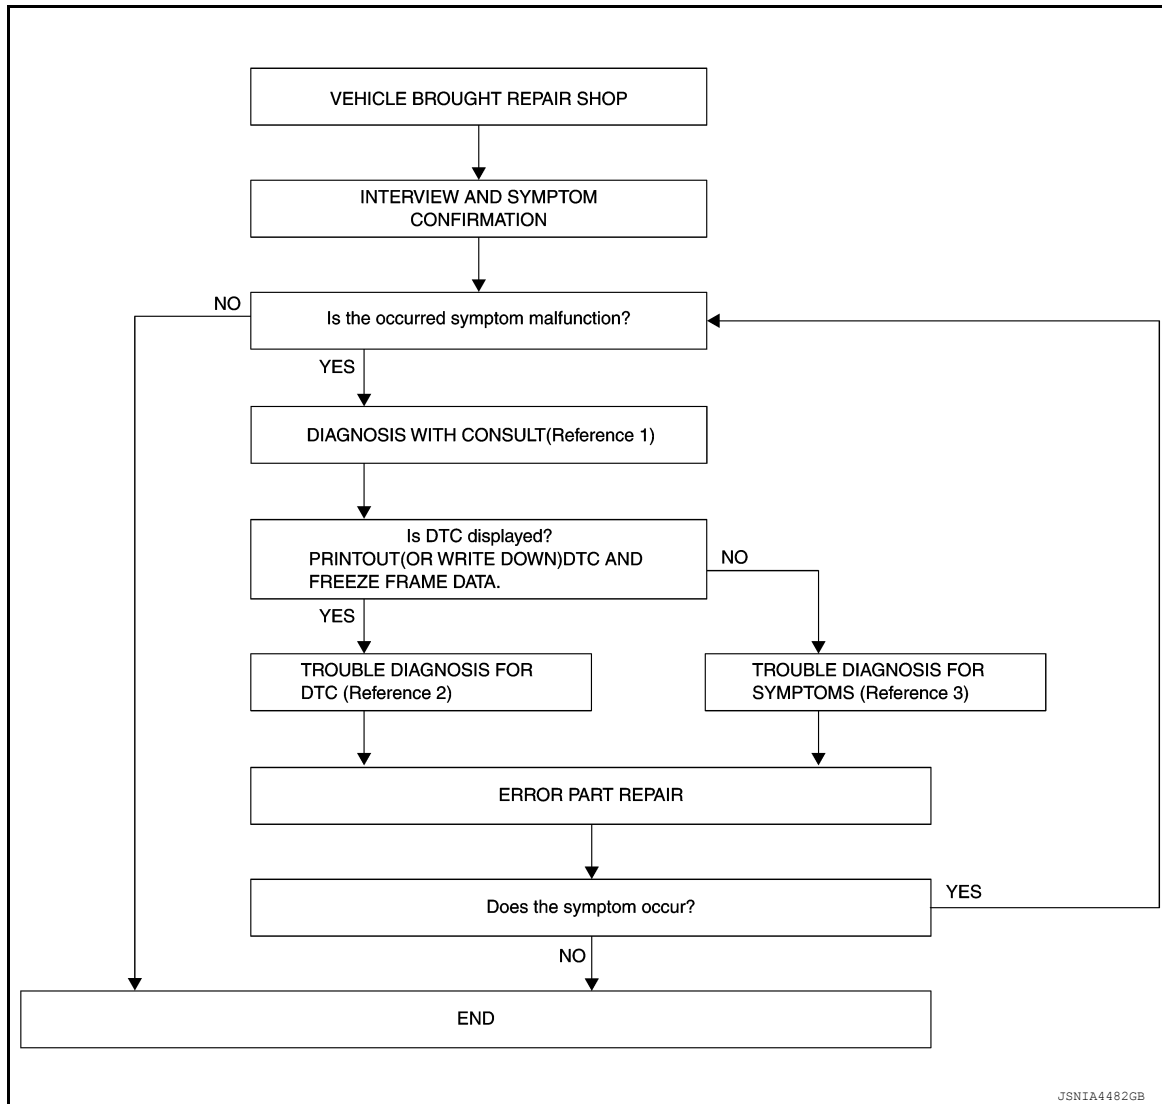 VEHICLE BROUGHT REPAIR SHOP
INTERVIEW AND SYMPTOM
CONFIRMATION
NO
Is the occurred symptom malfunction?
YES
DIAGNOSIS WITH CONSULT(Reference 1)
Is DTC displayed?
PRINTOUT(OR WRITE DOWN)DTC AND
FREEZE FRAME DATA.
NO
YES
TROUBLE DIAGNOSIS FOR
DTC (Reference 2)
TROUBLE DIAGNOSIS FOR
SYMPTOMS (Reference 3)
ERROR PART REPAIR
Does the symptom occur?
YES
NO
END
JSNIA4482GB